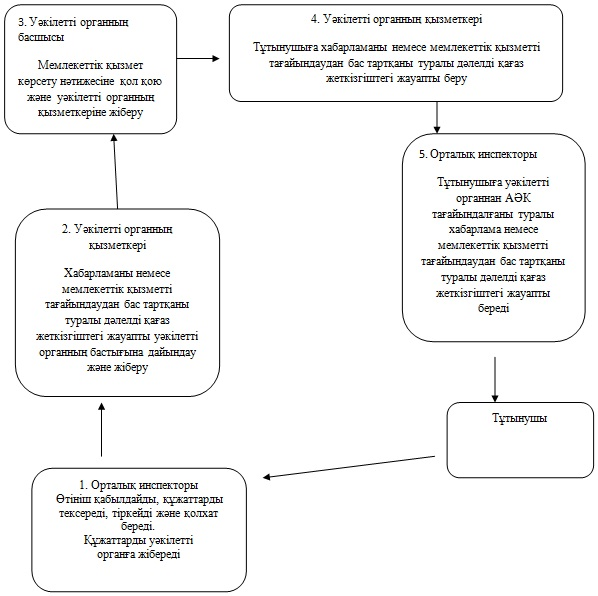 3. Уәкілетті органның
басшысы
Мемлекеттік қызмет
көрсету нәтижесіне қол қою
және уәкілетті органның
қызметкеріне жіберу
4. Уәкілетті органның қызметкері
Тұтынушыға хабарламаны немесе мемлекеттік қызметті
тағайындаудан бас тартқаны туралы дәлелді қағаз
жеткізгіштегі жауапты беру
5. Орталық инспекторы
Тұтынушыға уәкілетті
органнан АӘК
тағайындалғаны туралы
хабарлама немесе
мемлекеттік қызметті
тағайындаудан бас тартқаны
туралы дәлелді қағаз
жеткізгіштегі жауапты
береді
2. Уәкілетті органның
қызметкері
Хабарламаны немесе
мемлекеттік қызметті
тағайындаудан бас тартқаны
туралы дәлелді қағаз
жеткізгіштегі жауапты уәкілетті
органның бастығына дайындау
және жіберу
Тұтынушы
1. Орталық инспекторы
Өтініш қабылдайды, құжаттарды
тексереді, тіркейді және қолхат
береді.
Құжаттарды уәкілетті
органға жібереді